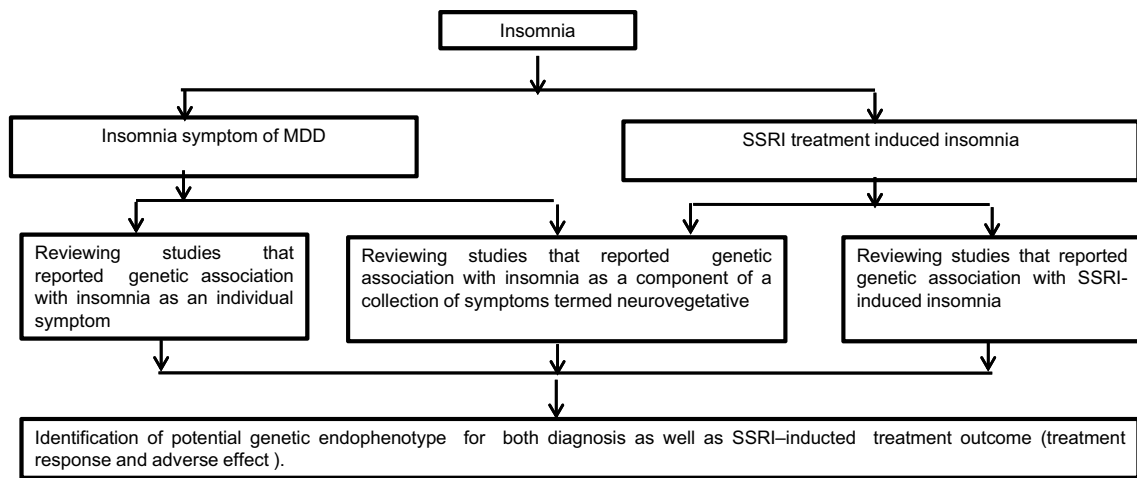 Insomnia
Insomnia symptom of MDD
SSRI treatment induced insomnia
Reviewing studies that
reported genetic association
with insomnia as an individual
symptom
Reviewing studies that reported genetic
association with insomnia as a component of a
collection of symptoms termed neurovegetative
Reviewing studies that reported
genetic association with SSRI-
induced insomnia
Identification of potential genetic endophenotype for both diagnosis as well as SSRI–inducted treatment outcome (treatment
response and adverse effect ).